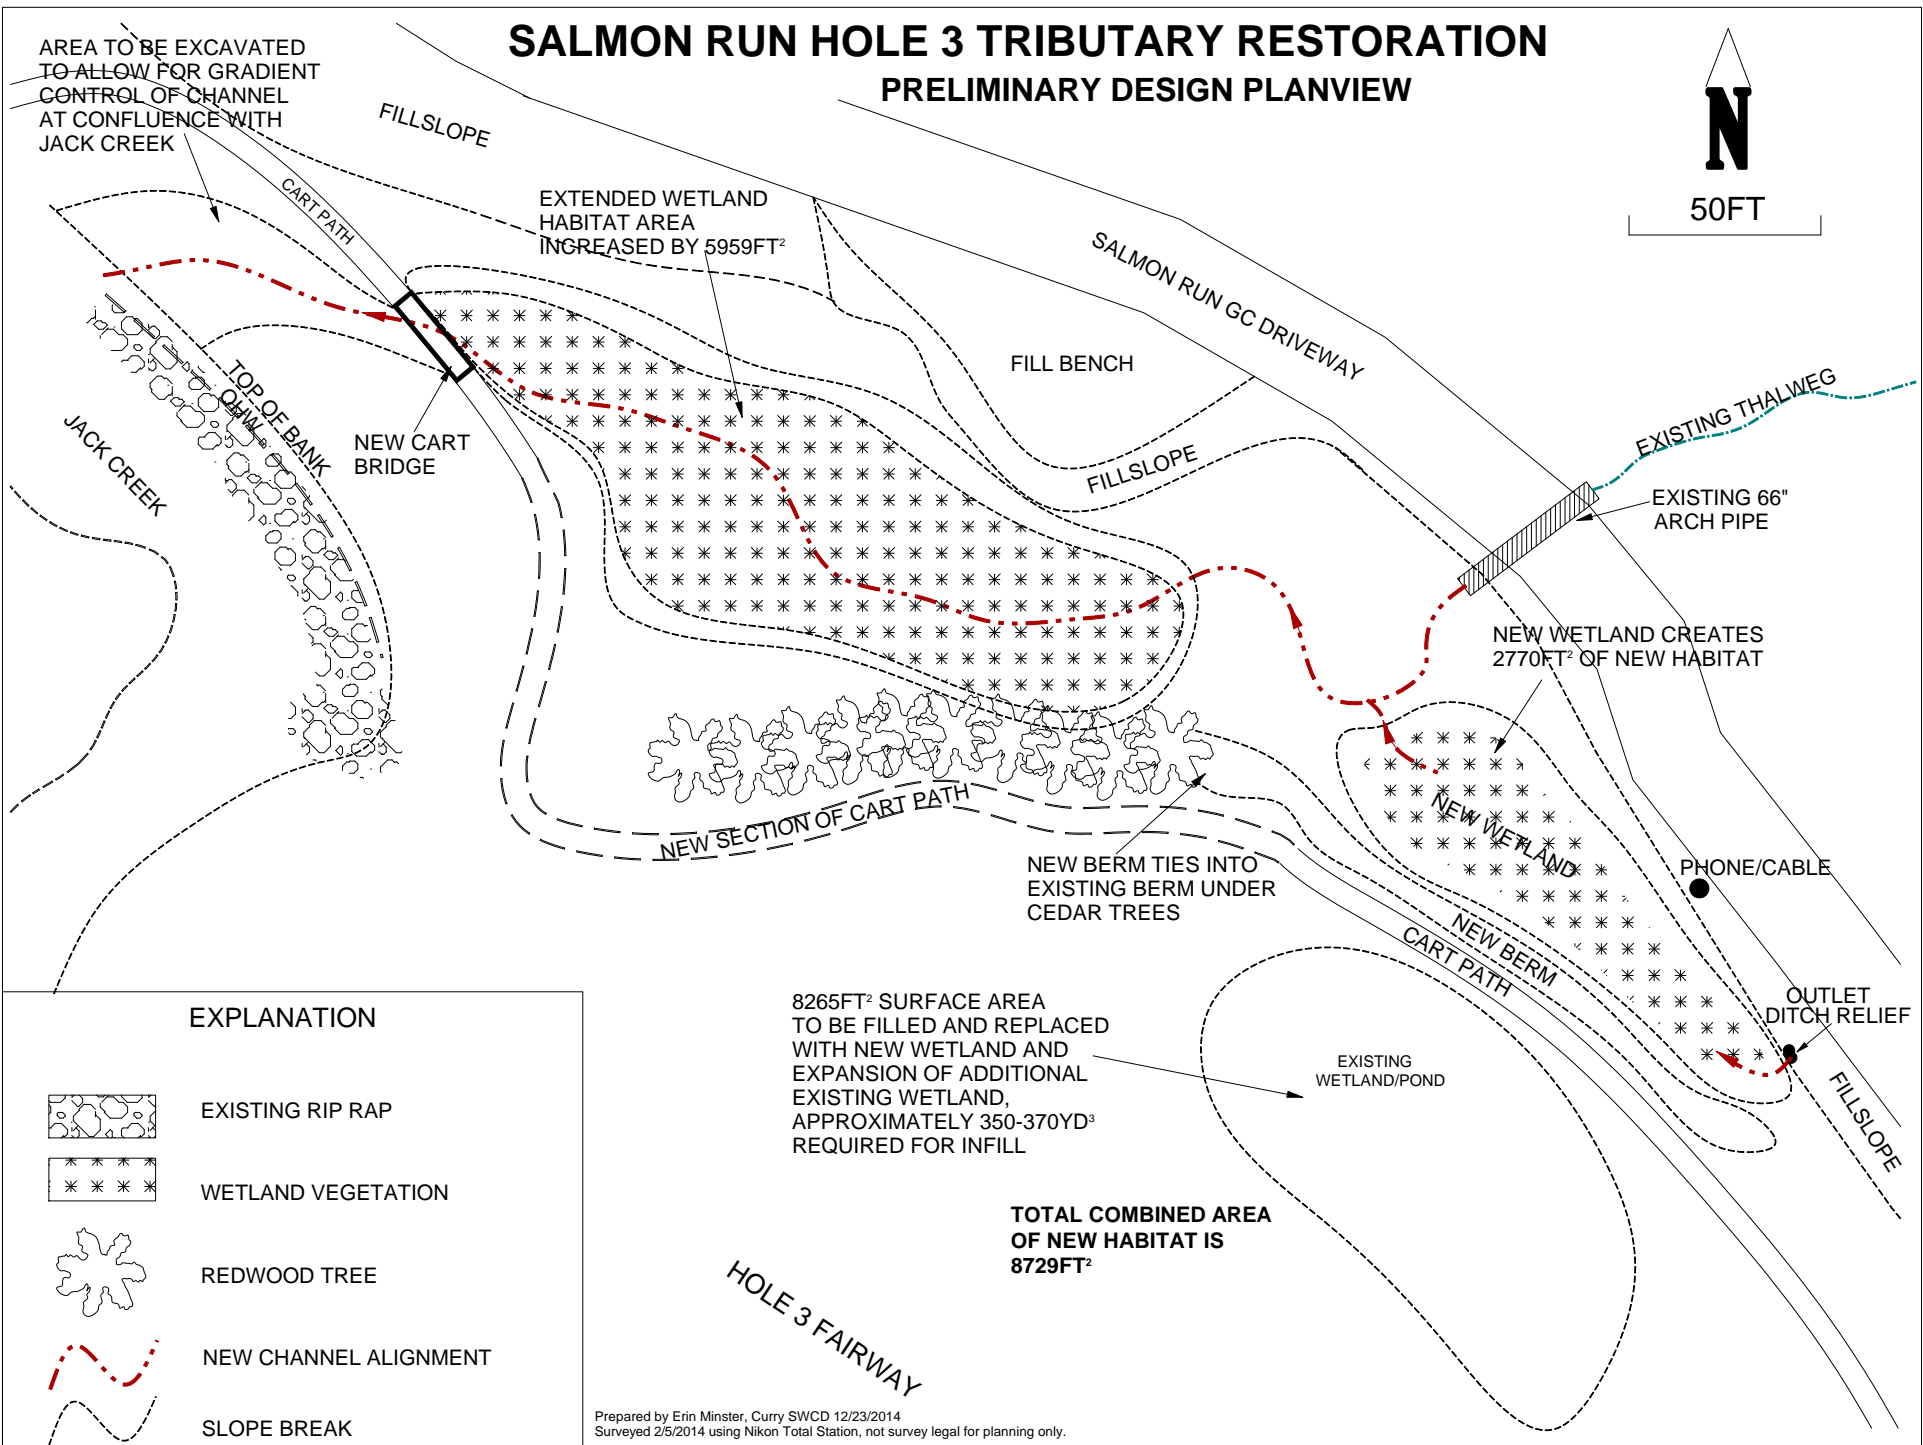 SALMON RUN HOLE 3 TRIBUTARY RESTORATION
PRELIMINARY DESIGN PLANVIEW
AREA TO BE EXCAVATED
TO ALLOW FOR GRADIENT
CONTROL OF CHANNEL
AT CONFLUENCE WITH
JACK CREEK
FILLSLOPE
N
50FT
CART PATH
EXTENDED WETLAND
HABITAT AREA
INCREASED BY 5959FT²
SALMON RUN GC DRIVEWAY
FILL BENCH
EXISTING THALWEG
TOP OF BANK
OHW
JACK CREEK
NEW CART
BRIDGE
FILLSLOPE
EXISTING 66"
ARCH PIPE
NEW WETLAND CREATES
2770FT² OF NEW HABITAT
NEW SECTION OF CART PATH
NEW WETLAND
PHONE/CABLE
NEW BERM TIES INTO
EXISTING BERM UNDER
CEDAR TREES
NEW BERM
CART PATH
OUTLET
DITCH RELIEF
FILLSLOPE
8265FT² SURFACE AREA
TO BE FILLED AND REPLACED
WITH NEW WETLAND AND
EXPANSION OF ADDITIONAL
EXISTING WETLAND,
APPROXIMATELY 350-370YD³
REQUIRED FOR INFILL
EXISTING
WETLAND/POND
TOTAL COMBINED AREA
OF NEW HABITAT IS
8729FT²
HOLE 3 FAIRWAY
EXPLANATION
EXISTING RIP RAP
WETLAND VEGETATION
REDWOOD TREE
NEW CHANNEL ALIGNMENT
SLOPE BREAK
Prepared by Erin Minster, Curry SWCD 12/23/2014
Surveyed 2/5/2014 using Nikon Total Station, not survey legal for planning only.